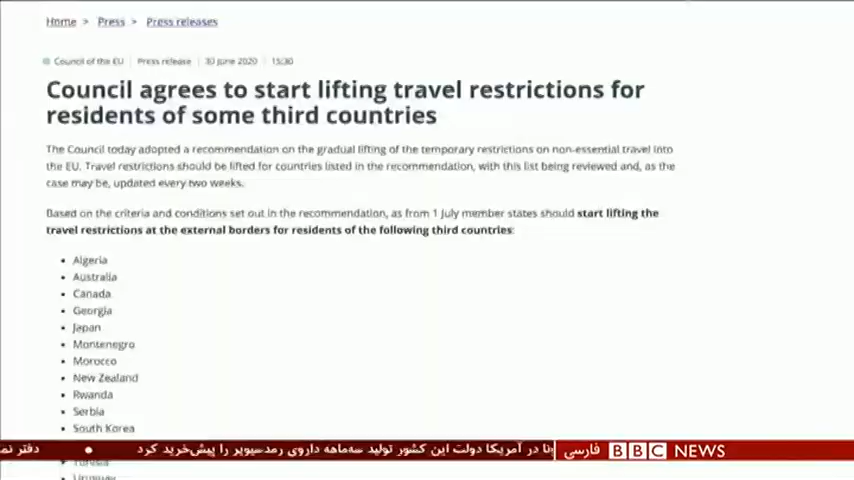 Home > Press > Press releases
Council of the EU | Press release | 30 June 2020 | 15:30
Council agrees to start lifting travel restrictions for
residents of some third countries
The Council today adopted a recommendation on the gradual lifting of the temporary restrictions on non-essential travel into
the EU. Travel restrictions should be lifted for countries listed in the recommendation, with this list being reviewed and, as the
case may be, updated every two weeks.
Based on the criteria and conditions set out in the recommendation, as from 1 July member states should start lifting the
travel restrictions at the external borders for residents of the following third countries:
• Algeria
• Australia
• Canada
• Georgia
• Japan
• Montenegro
• Morocco
• New Zealand
• Rwanda
• Serbia
• South Korea
در آمریکا دولت این کشور تولید سه‌ماهه داروی رمدسیویر را پیش‌خرید کرد • دفتر
BBC NEWS فارسی
• Tunisia
• Uruguay